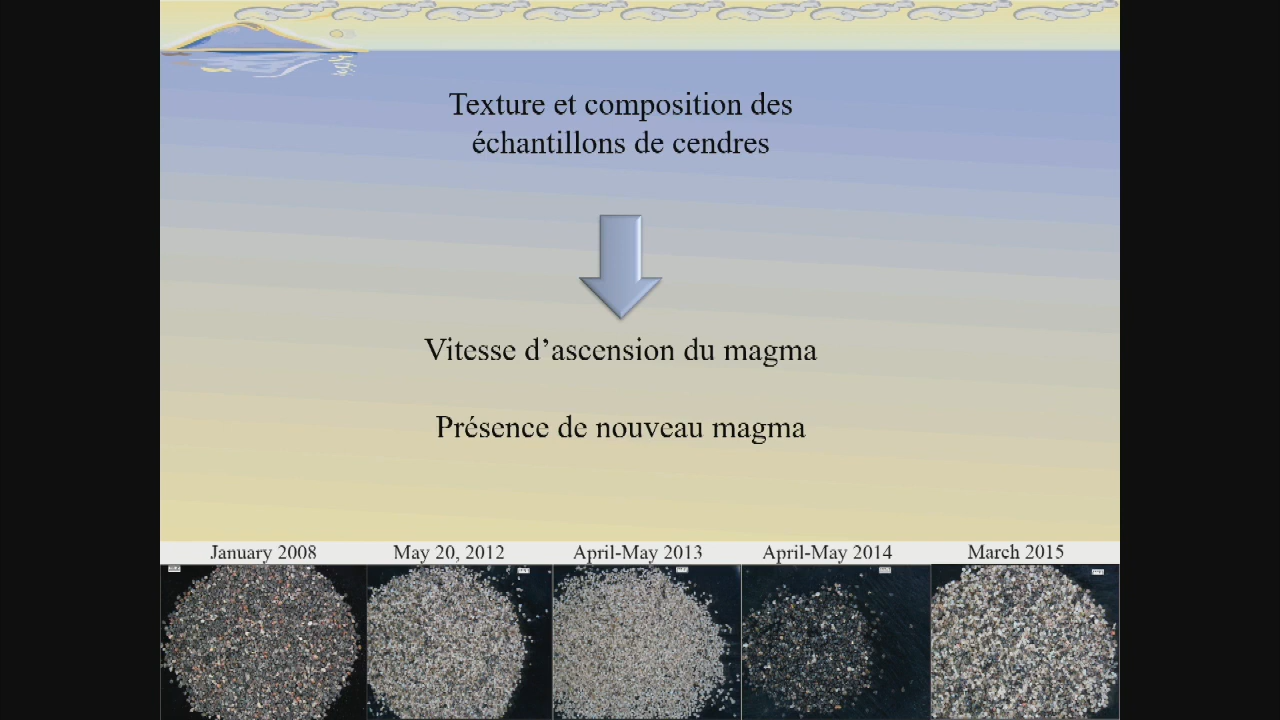 Texture et composition des
échantillons de cendres
Vitesse d’ascension du magma
Présence de nouveau magma
January 2008
May 20, 2012
April-May 2013
April-May 2014
March 2015